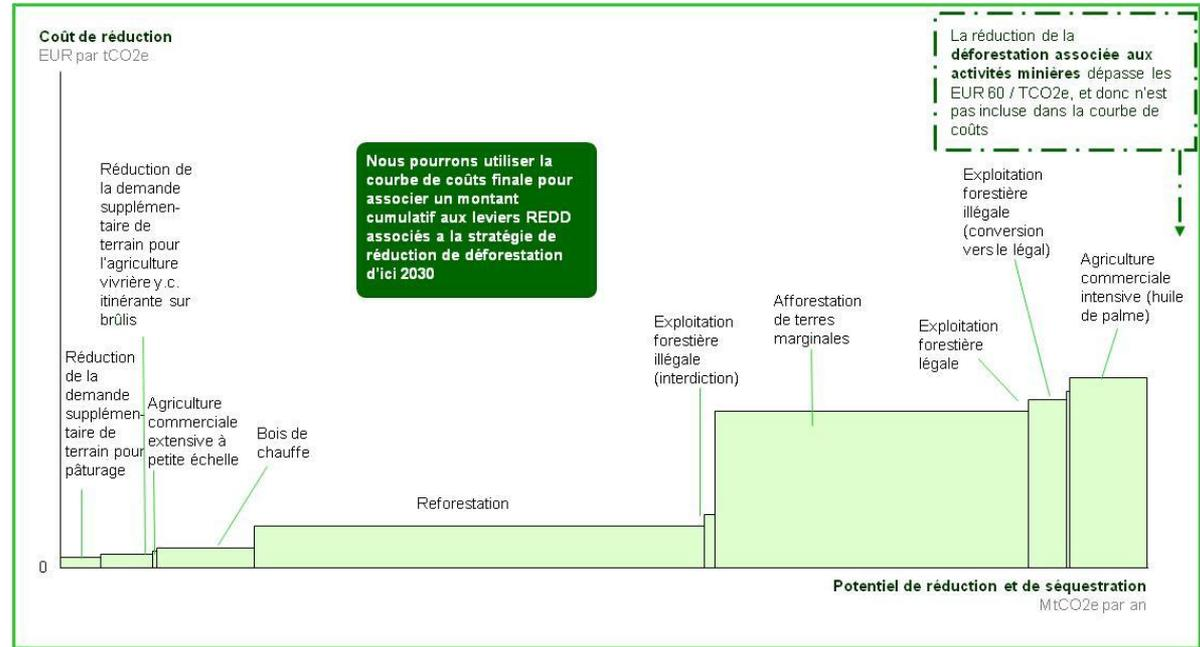 Coût de réduction
EUR par tCO2e
La réduction de la
déforestation associée aux
activités minières dépasse les
EUR 60 / TCO2e, et donc n'est
pas incluse dans la courbe de
coûts
Nous pourrons utiliser la
courbe de coûts finale pour
associer un montant
cumulatif aux leviers REDD
associés a la stratégie de
réduction de déforestation
d'ici 2030
Réduction
de la
demande
supplémen-
taire de
terrain pour
pâturage
Réduction de
la demande
supplémen-
taire de
terrain pour
l'agriculture
vivrière y.c.
itinérante sur
brûlis
Agriculture
commerciale
extensive à
petite échelle
Bois de
chauffe
Reforestation
Exploitation
forestière
illégale
(interdiction)
Afforestation
de terres
marginales
Exploitation
forestière
légale
Exploitation
forestière
illégale
(conversion
vers le légal)
Agriculture
commerciale
intensive (huile
de palme)
0
Potentiel de réduction et de séquestration
MtCO2e par an